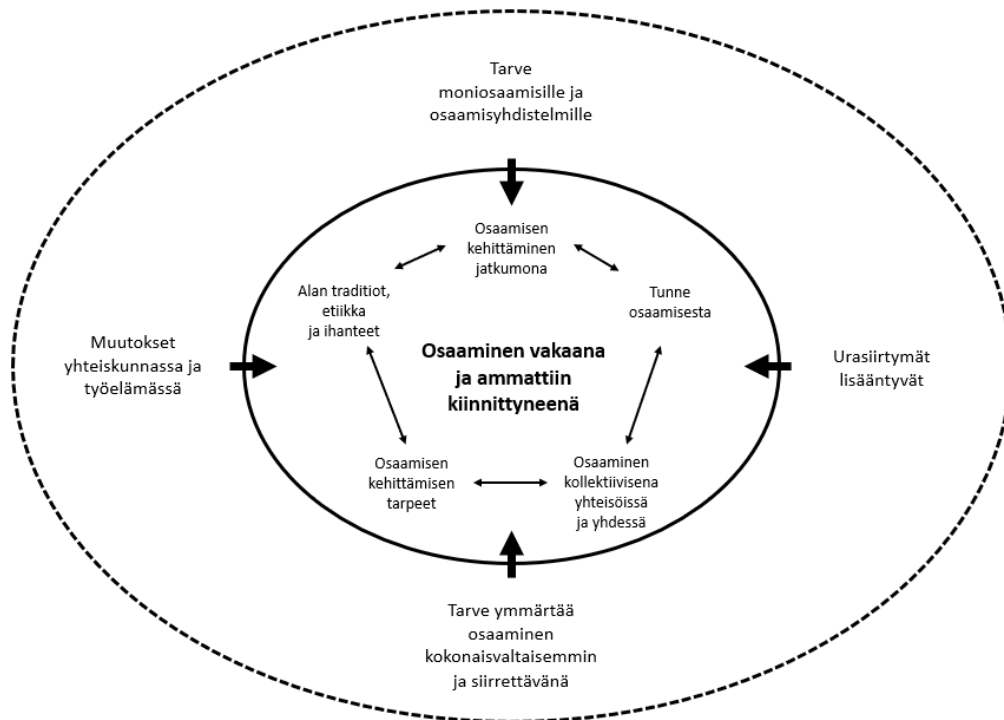 Tarve
moniosaamisille ja
osaamisyhdistelmille
Osaamisen
kehittäminen
jatkumona
Alan traditiot,
etiikka
ja ihanteet
Tunne
osaamisesta
Muutokset
yhteiskunnassa ja
työelämässä
Osaaminen vakaana
ja ammattiin
kiinnittyneenä
Urasiirtymät
lisääntyvät
Osaamisen
kehittämisen
tarpeet
Osaaminen
kollektiivisena
yhteisöissä
ja yhdessä
Tarve ymmärtää
osaaminen
kokonaisvaltaisemmin
ja siirrettävänä